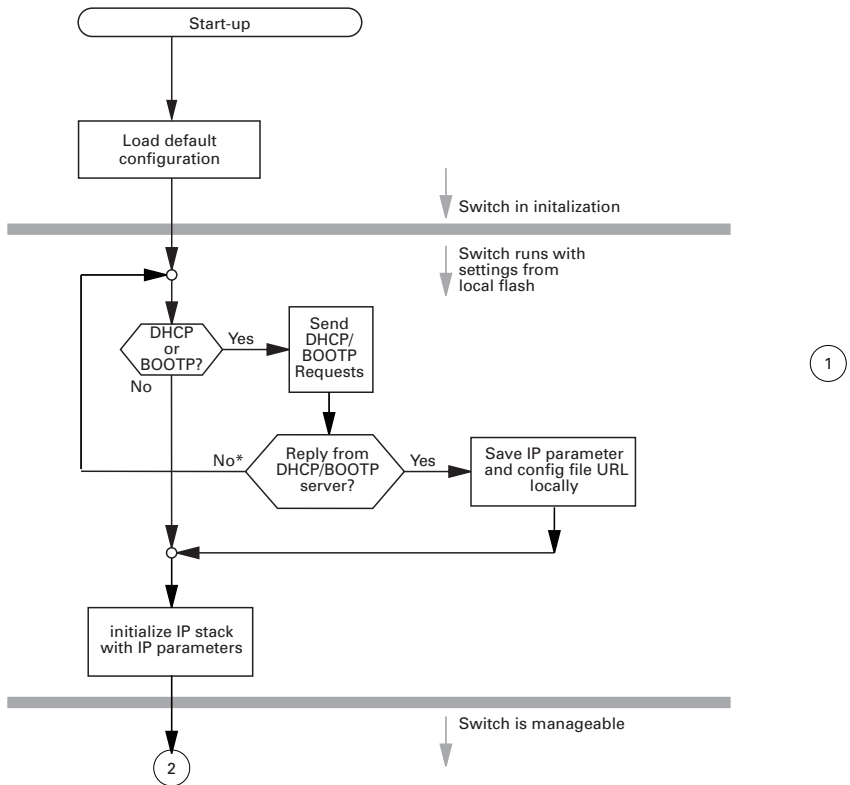 Start-up
Load default
configuration
Switch in initalization
Switch runs with
settings from
local flash
DHCP
or
BOOTP?
Yes
No
Send
DHCP/
BOOTP
Requests
1
No*
Reply from
DHCP/BOOTP
server?
Yes
Save IP parameter
and config file URL
locally
initialize IP stack
with IP parameters
Switch is manageable
2